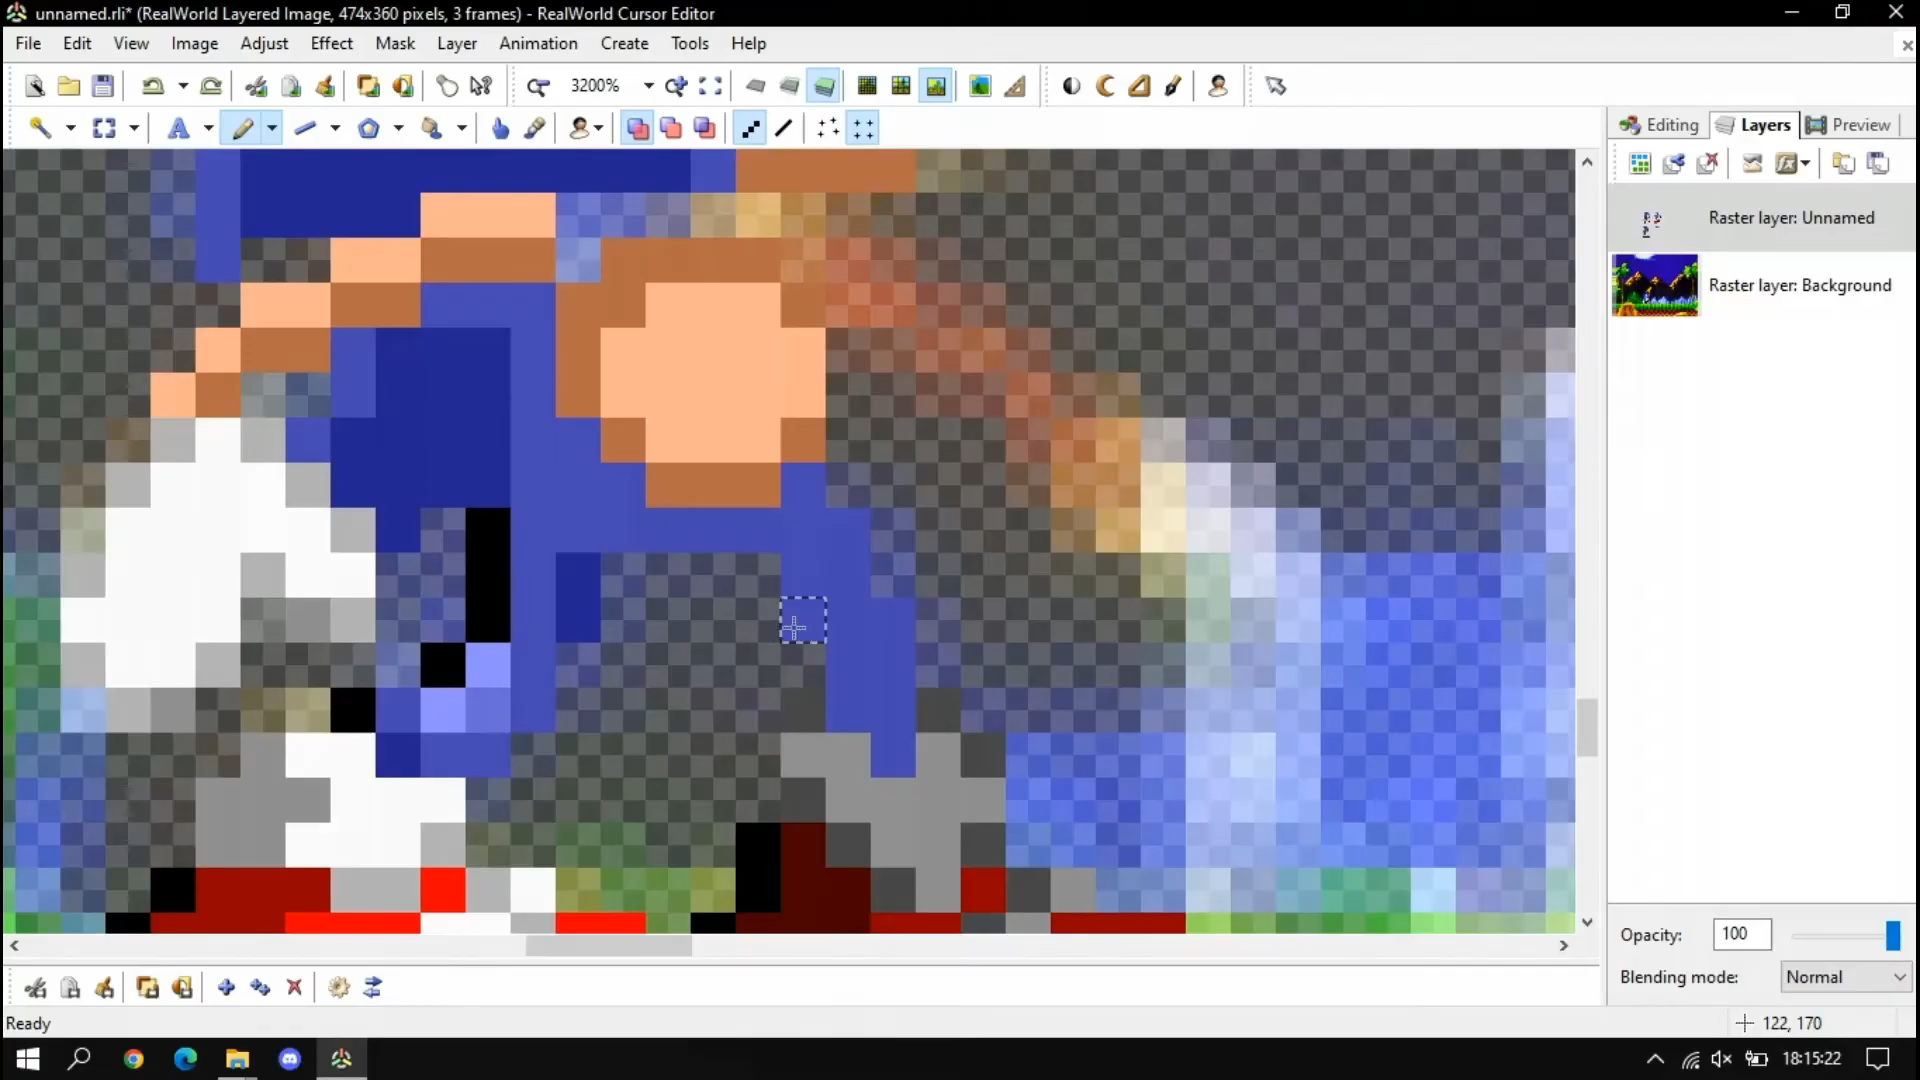 unnamed.rli* (RealWorld Layered Image, 474x360 pixels, 3 frames) - RealWorld Cursor Editor
File Edit View Image Adjust Effect Mask Layer Animation Create Tools Help
3200%
Editing Layers Preview
Raster layer: Unnamed
Raster layer: Background
Opacity: 100
Blending mode: Normal
Ready
122, 170
18:15:22